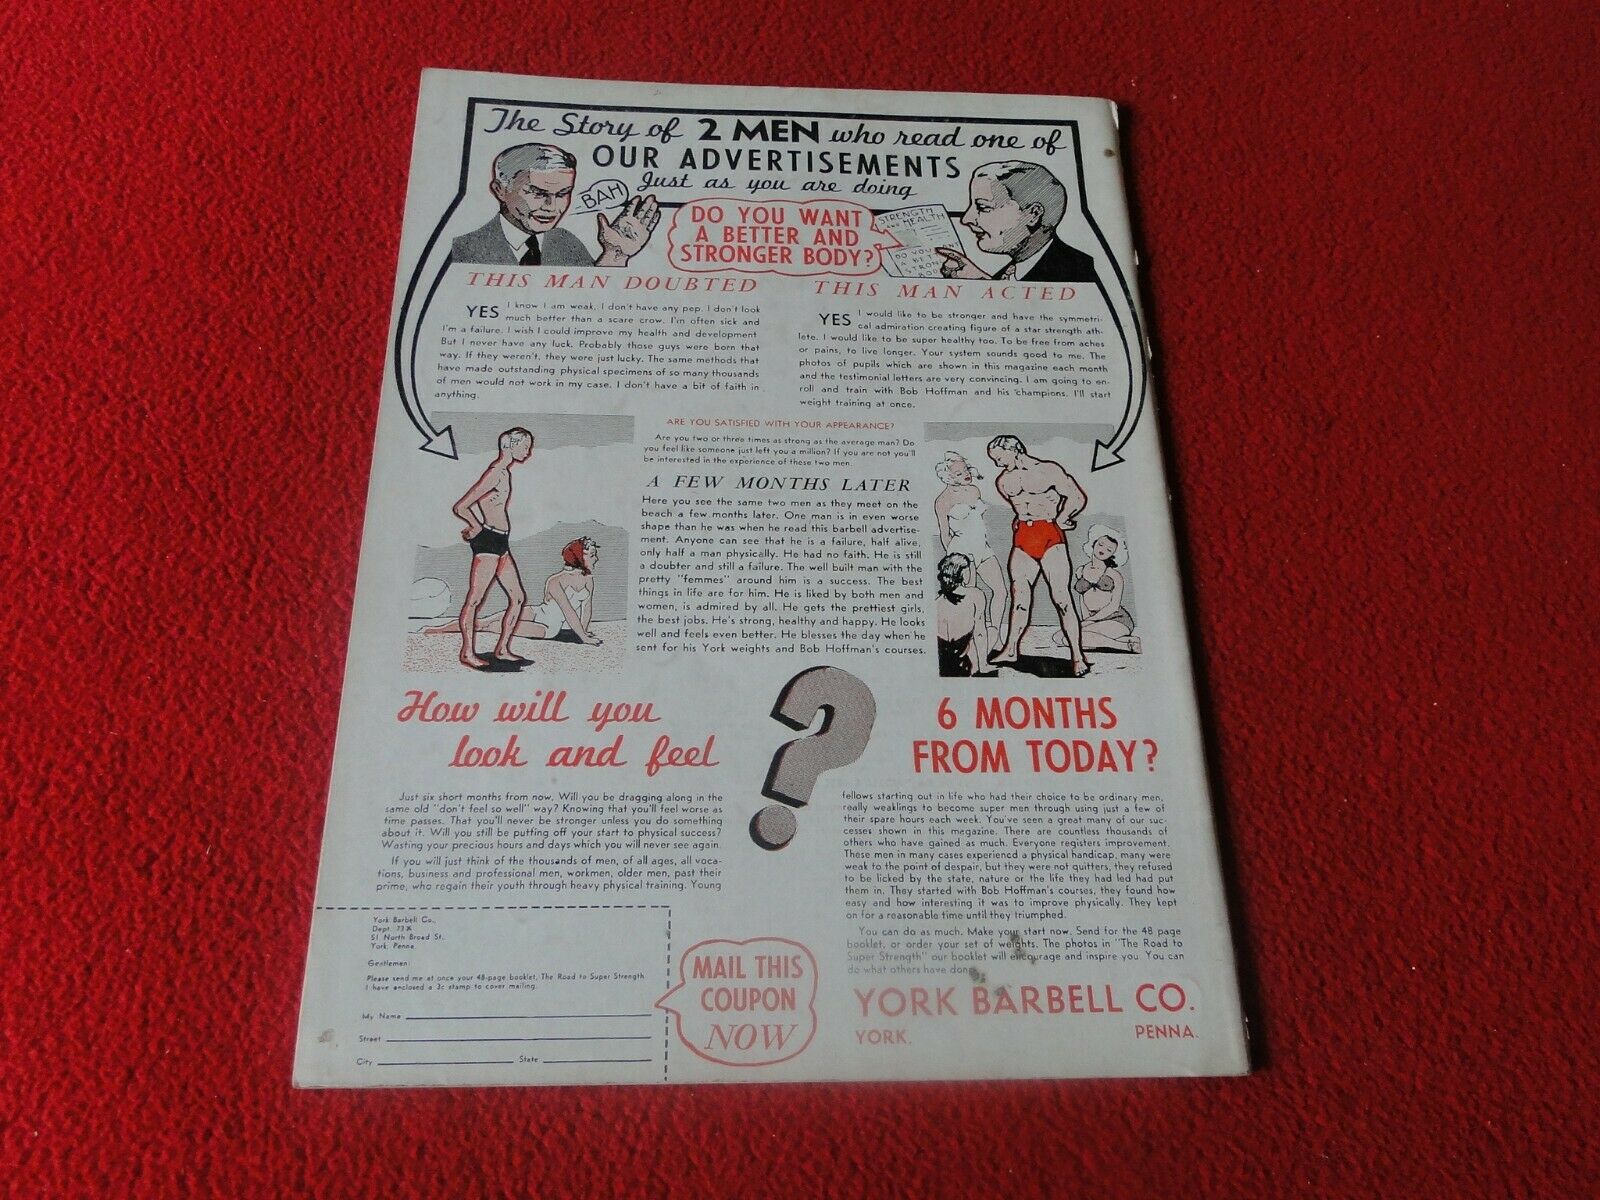 The Story of 2 MEN who read one of
OUR ADVERTISEMENTS
Just as you are doing
-BAH
DO YOU WANT
A BETTER AND
STRONGER BODY?
STRENGTH
AND HEALTH
DO YOU
THIS MAN DOUBTED
YES I know I am weak, I don't have any pep. I don't look
much better than a scare crow. I'm often sick and
I'm a failure. I wish I could improve my health and development
But I never have any luck. Probably those guys were born that
way. If they weren't, they were just lucky. The same methods that
have made outstanding physical specimens of so many thousands
of men would not work in my case. I don't have a bit of faith in
anything.
THIS MAN ACTED
YES I would like to be stronger and have the symmetri-
cal admiration creating figure of a star strength ath-
lete. I would like to be super healthy too. To be free from aches
or pains, to live longer. Your system sounds good to me. The
photos of pupils which are shown in this magazine each month
and the testimonial letters are very convincing. I am going to en-
roll and train with Bob Hoffman and his champions. I'll start
weight training at once.
ARE YOU SATISFIED WITH YOUR APPEARANCE?
Are you two or three times as strong as the average man? Do
you feel like someone just left you a million? If you are not you'll
be interested in the experience of these two men.
A FEW MONTHS LATER
Here you see the same two men as they meet on the
beach a few months later. One man is in even worse
shape than he was when he read this barbell advertise-
ment. Anyone can see that he is a failure, half alive,
only half a man physically. He had no faith. He is still
a doubter and still a failure. The well built man with the
pretty "femmes" around him is a success. The best
things in life are for him. He is liked by both men and
women, is admired by all. He gets the prettiest girls,
the best jobs. He's strong, healthy and happy. He looks
well and feels even better. He blesses the day when he
sent for his York weights and Bob Hoffman's courses.
How will you
look and feel
?
6 MONTHS
FROM TODAY?
Just six short months from now. Will you be dragging along in the
same old "don't feel so well" way? Knowing that you'll feel worse as
time passes. That you'll never be stronger unless you do something
about it. Will you still be putting off your start to physical success?
Wasting your precious hours and days which you will never see again.
If you will just think of the thousands of men, of all ages, all voca-
tions, business and professional men, workmen, older men, past their
prime, who regain their youth through heavy physical training. Young
fellows starting out in life who had their choice to be ordinary men,
really weaklings to become super men through using just a few of
their spare hours each week. You've seen a great many of our suc-
cesses shown in this megazine. There are countless thousands of
others who have gained as much. Everyone registers improvement.
These men in many cases experiencd a physical handicap, many were
weak to the point of despair, but they were not quitters, they refused
to be licked by the state, nature or the life they had led had put
them in. They started with Bob Hoffman's courses, they found how
easy and how interesting it was to improve physically. They kept
on for a reasonable time until they triumphed.
You can do as much. Make your start now. Send for the 48 page
booklet, or order your set of weights. The photos in "The Road to
Super Strength" our booklet will encourage and inspire you. You can
do what others have done.
York Barbell Co.,
Dept.
51 North Broad St.,
York, Penna.
Gentlemen:
Please send me at once your 48-page booklet, The Road to Super Strength
I have enclosed a 3c stamp to cover mailing.
My Name
Street
City State
MAIL THIS
COUPON
NOW
YORK BARBELL CO.
YORK, PENNA.